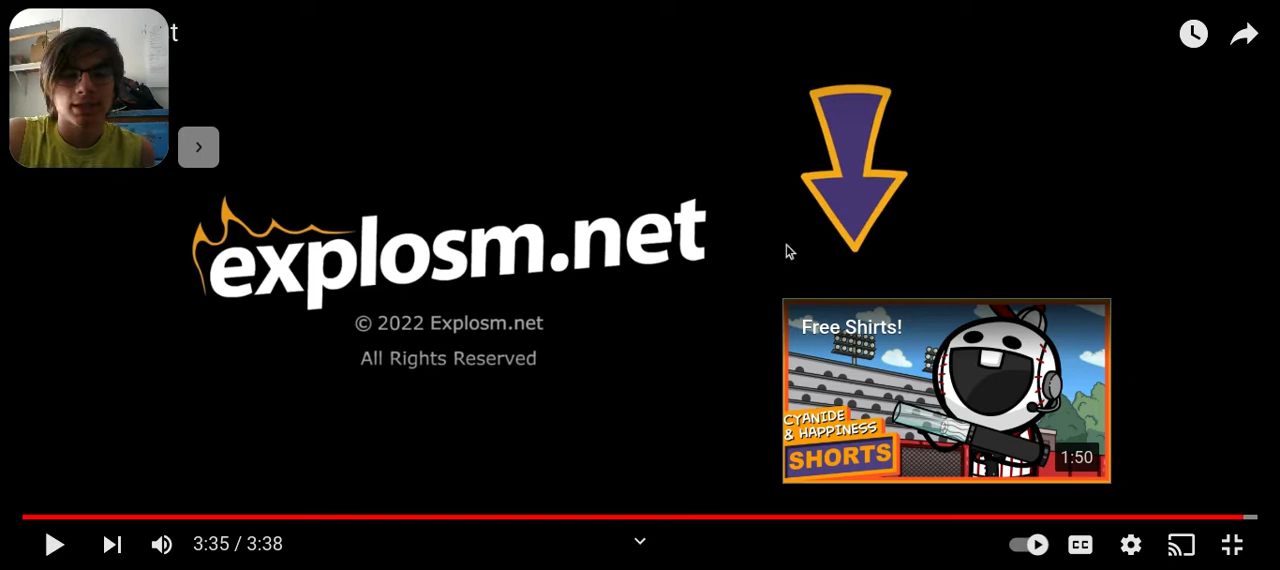 t
explosm.net
© 2022 Explosm.net
All Rights Reserved
Free Shirts!
CYANIDE
& HAPPINESS
SHORTS
1:50
3:35 / 3:38
CC